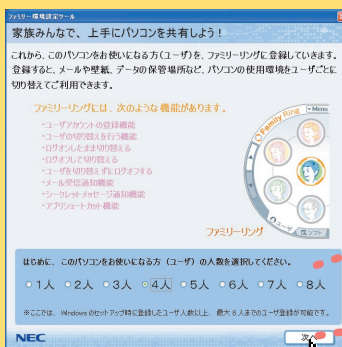 ファミリー環境設定ツール
家族みんなで、上手にパソコンを共有しよう!
これから、このパソコンをお使いになる方(ユーザ)を、ファミリーリングに登録していきます。
登録すると、メールや壁紙、データの保管場所など、パソコンの使用環境をユーザごとに
切り替えてご利用できます。
ファミリーリングには、次のような機能があります。
・ユーザアカウントの登録機能
・ユーザの切り替えを行う機能
・ログオンしたまま切り替える
・ログオフして切り替える
・ユーザを切り替えずにログオフする
・メール受信通知機能
・シークレットメッセージ通知機能
・アプリショートカット機能
Family Ring
Menu
ユーザ
ソフト
ファミリーリング
はじめに、このパソコンをお使いになる方(ユーザ)の人数を選択してください。
1人 2人 3人 4人 5人 6人 7人 8人
※ここでは、Windowsのセットアップ時に登録したユーザ人数以上、最大8人までのユーザ登録が可能です。
NEC
次へ